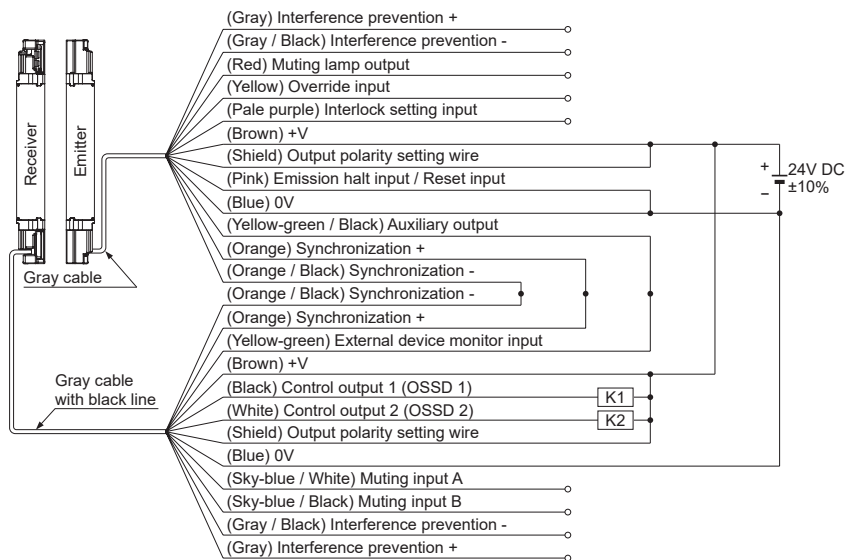 (Gray) Interference prevention +
(Gray / Black) Interference prevention -
(Red) Muting lamp output
(Yellow) Override input
(Pale purple) Interlock setting input
(Brown) +V
(Shield) Output polarity setting wire
(Pink) Emission halt input / Reset input
(Blue) 0V
(Yellow-green / Black) Auxiliary output
(Orange) Synchronization +
(Orange / Black) Synchronization -
(Orange / Black) Synchronization -
(Orange) Synchronization +
(Yellow-green) External device monitor input
(Brown) +V
(Black) Control output 1 (OSSD 1)
(White) Control output 2 (OSSD 2)
(Shield) Output polarity setting wire
(Blue) 0V
(Sky-blue / White) Muting input A
(Sky-blue / Black) Muting input B
(Gray / Black) Interference prevention -
(Gray) Interference prevention +
Receiver
Emitter
Gray cable
Gray cable
with black line
K1
K2
+
24V DC
±10%
−